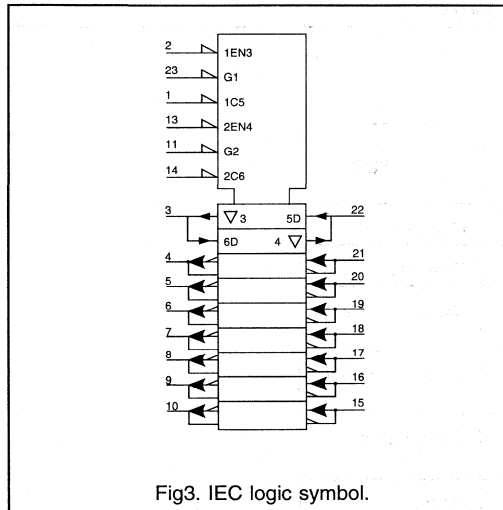 2 1EN3
23 G1
1 1C5
13 2EN4
11 G2
14 2C6
3 ▽ 3 5D 22
6D 4 ▽
4 21
5 20
6 19
7 18
8 17
9 16
10 15
Fig3. IEC logic symbol.